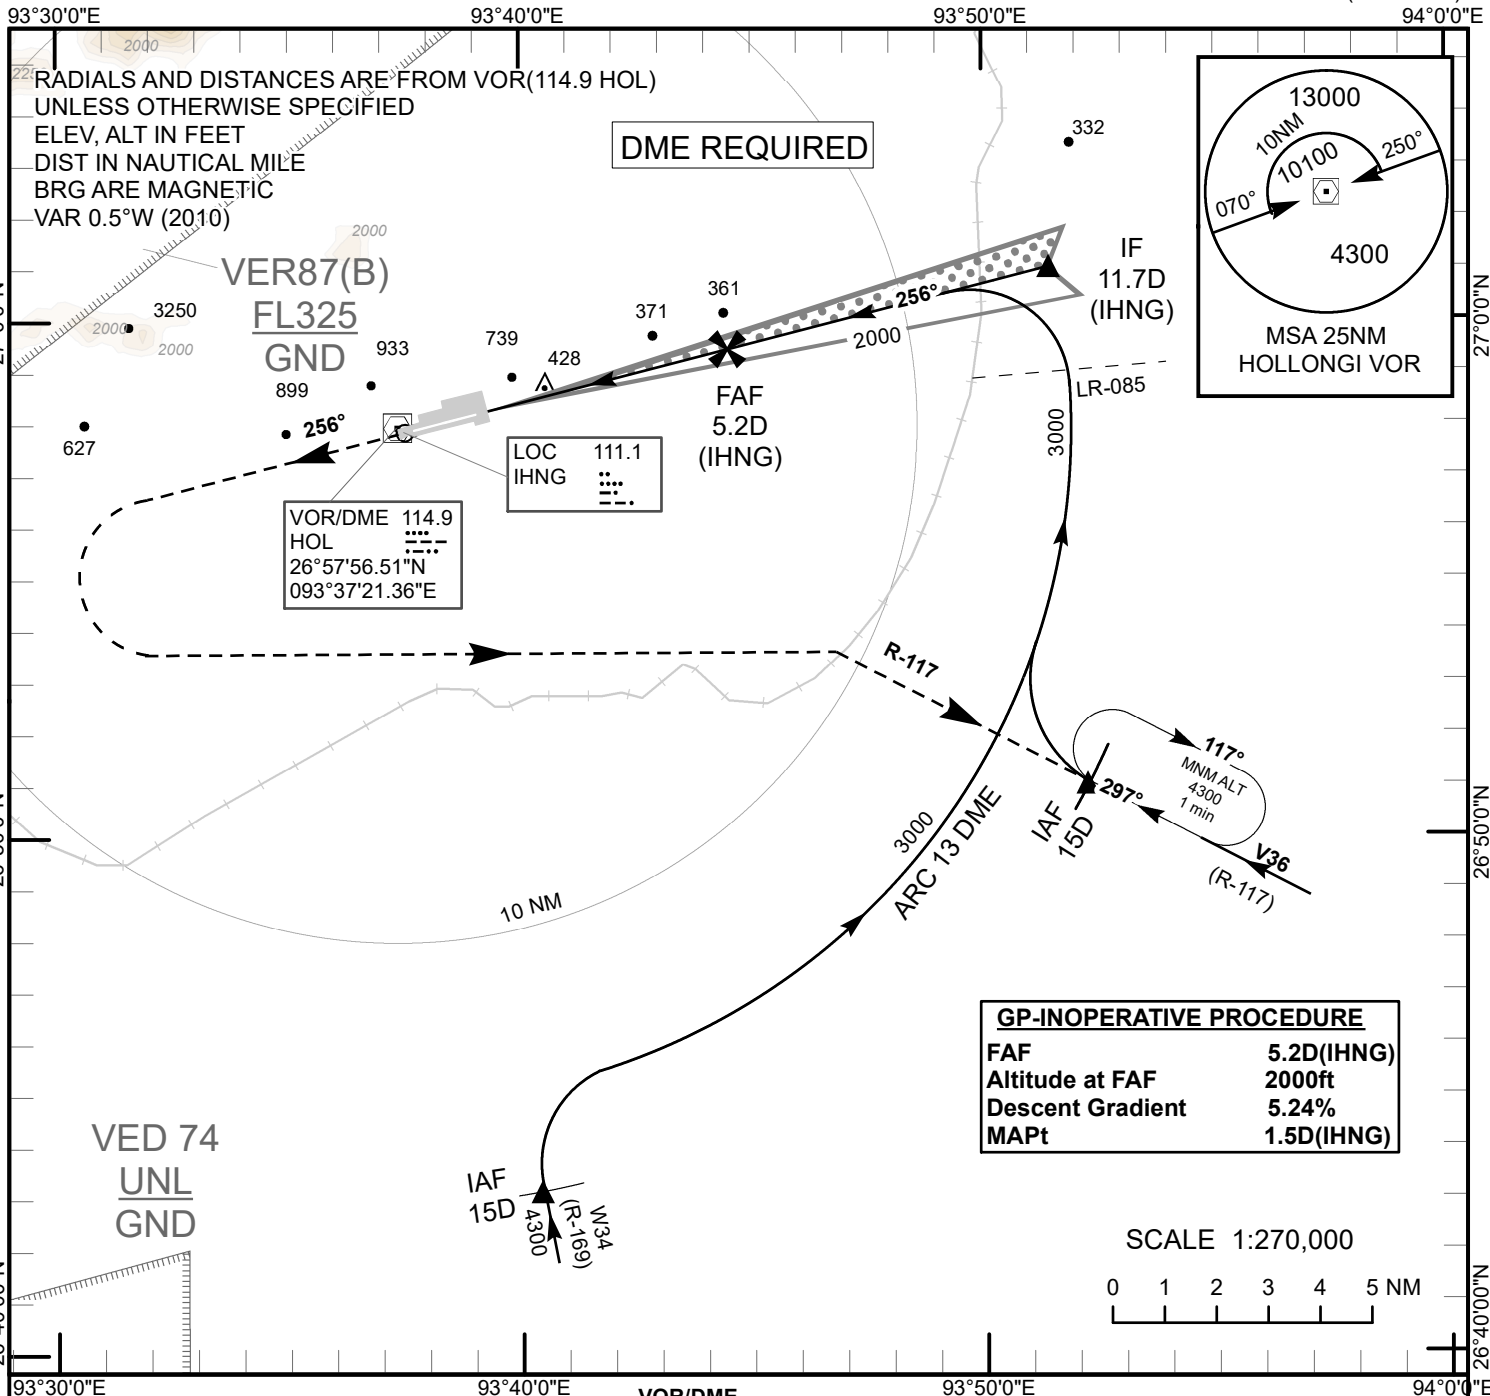 93°30'0"E
93°40'0"E
93°50'0"E
94°0'0"E
2000
RADIALS AND DISTANCES ARE FROM VOR(114.9 HOL)
UNLESS OTHERWISE SPECIFIED
ELEV, ALT IN FEET
DIST IN NAUTICAL MILE
BRG ARE MAGNETIC
VAR 0.5°W (2010)
DME REQUIRED
332
13000
10NM
10100
250°
070°
4300
MSA 25NM
HOLLONGI VOR
2000
VER87(B)
FL325
GND
3250
2000
2000
933
899
627
739
428
371
361
256°
2000
IF
11.7D
(IHNG)
27°0'0"N
LR-085
FAF
5.2D
(IHNG)
3000
256°
LOC 111.1
IHNG
VOR/DME 114.9
HOL
26°57'56.51"N
093°37'21.36"E
R-117
117°
MNM ALT
4300
1 min
297°
IAF
15D
V36
(R-117)
26°50'0"N
3000
ARC 13 DME
10 NM
GP-INOPERATIVE PROCEDURE
FAF 5.2D(IHNG)
Altitude at FAF 2000ft
Descent Gradient 5.24%
MAPt 1.5D(IHNG)
VED 74
UNL
GND
IAF
15D
4300
W34
(R-169)
SCALE 1:270,000
0 1 2 3 4 5 NM
26°40'00"N
93°30'0"E
93°40'0"E
VOR/DME
93°50'0"E
94°0'0"E